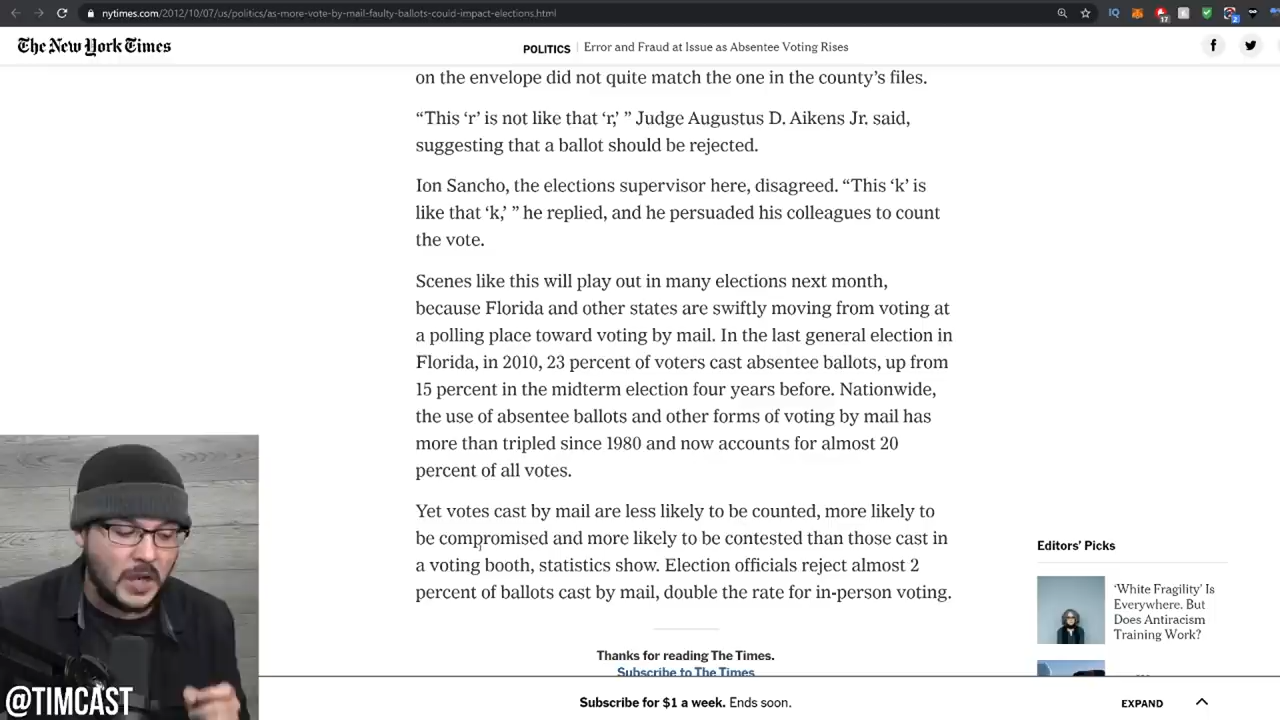 nytimes.com/2012/10/07/us/politics/as-more-vote-by-mail-faulty-ballots-could-impact-elections.html
The New York Times
POLITICS | Error and Fraud at Issue as Absentee Voting Rises
on the envelope did not quite match the one in the county’s files.
“This ‘r’ is not like that ‘r,’ ” Judge Augustus D. Aikens Jr. said,
suggesting that a ballot should be rejected.
Ion Sancho, the elections supervisor here, disagreed. “This ‘k’ is
like that ‘k,’ ” he replied, and he persuaded his colleagues to count
the vote.
Scenes like this will play out in many elections next month,
because Florida and other states are swiftly moving from voting at
a polling place toward voting by mail. In the last general election in
Florida, in 2010, 23 percent of voters cast absentee ballots, up from
15 percent in the midterm election four years before. Nationwide,
the use of absentee ballots and other forms of voting by mail has
more than tripled since 1980 and now accounts for almost 20
percent of all votes.
Yet votes cast by mail are less likely to be counted, more likely to
be compromised and more likely to be contested than those cast in
a voting booth, statistics show. Election officials reject almost 2
percent of ballots cast by mail, double the rate for in-person voting.
Editors’ Picks
‘White Fragility’ Is
Everywhere. But
Does Antiracism
Training Work?
Thanks for reading The Times.
Subscribe to The Times
Subscribe for $1 a week. Ends soon.
EXPAND
@TIMCAST